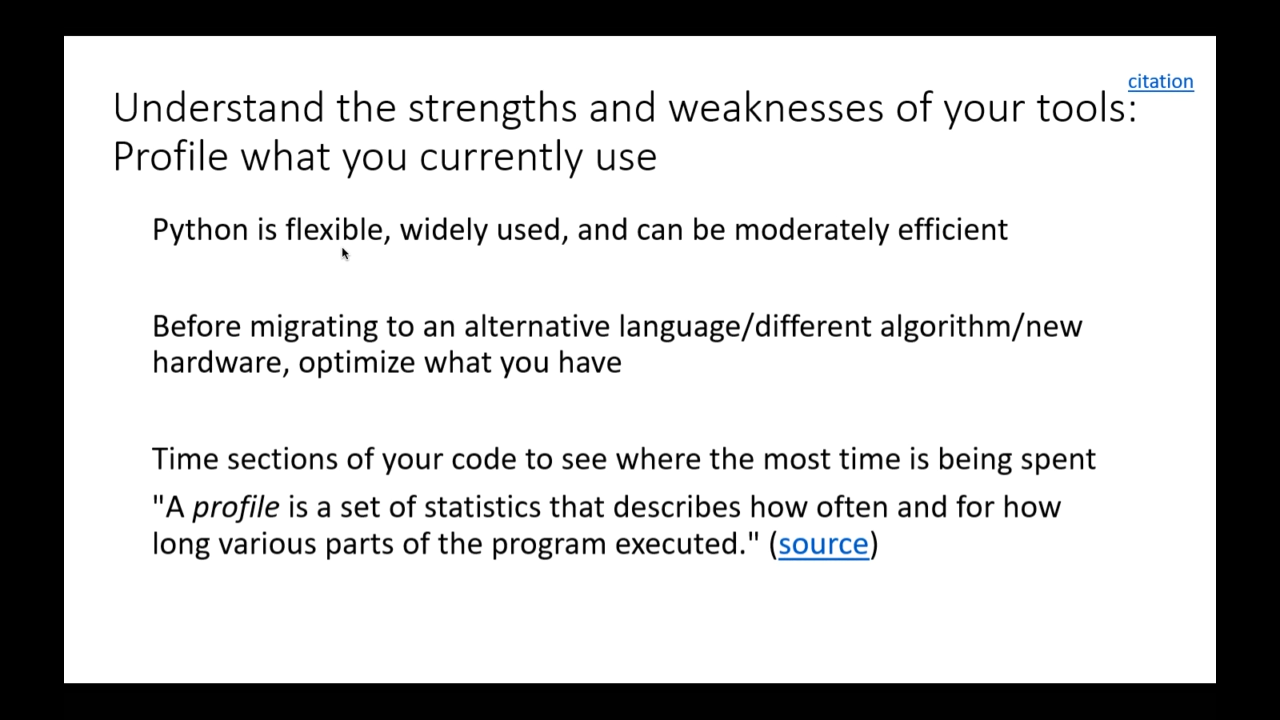 citation
Understand the strengths and weaknesses of your tools:
Profile what you currently use
Python is flexible, widely used, and can be moderately efficient
Before migrating to an alternative language/different algorithm/new
hardware, optimize what you have
Time sections of your code to see where the most time is being spent
"A profile is a set of statistics that describes how often and for how
long various parts of the program executed." (source)